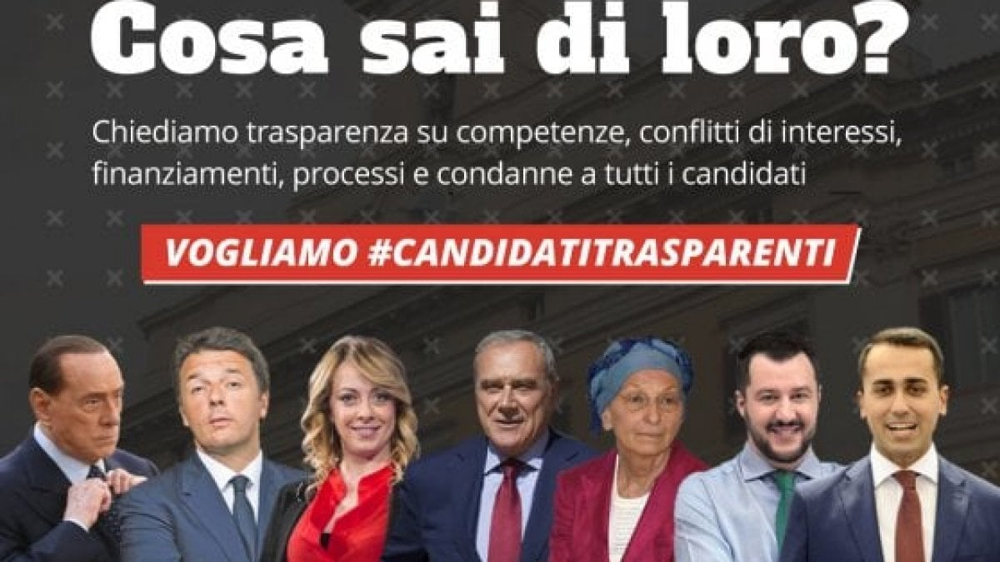 Cosa sai di loro?
Chiediamo trasparenza su competenze, conflitti di interessi,
finanziamenti, processi e condanne a tutti i candidati
VOGLIAMO #CANDIDATITRASPARENTI